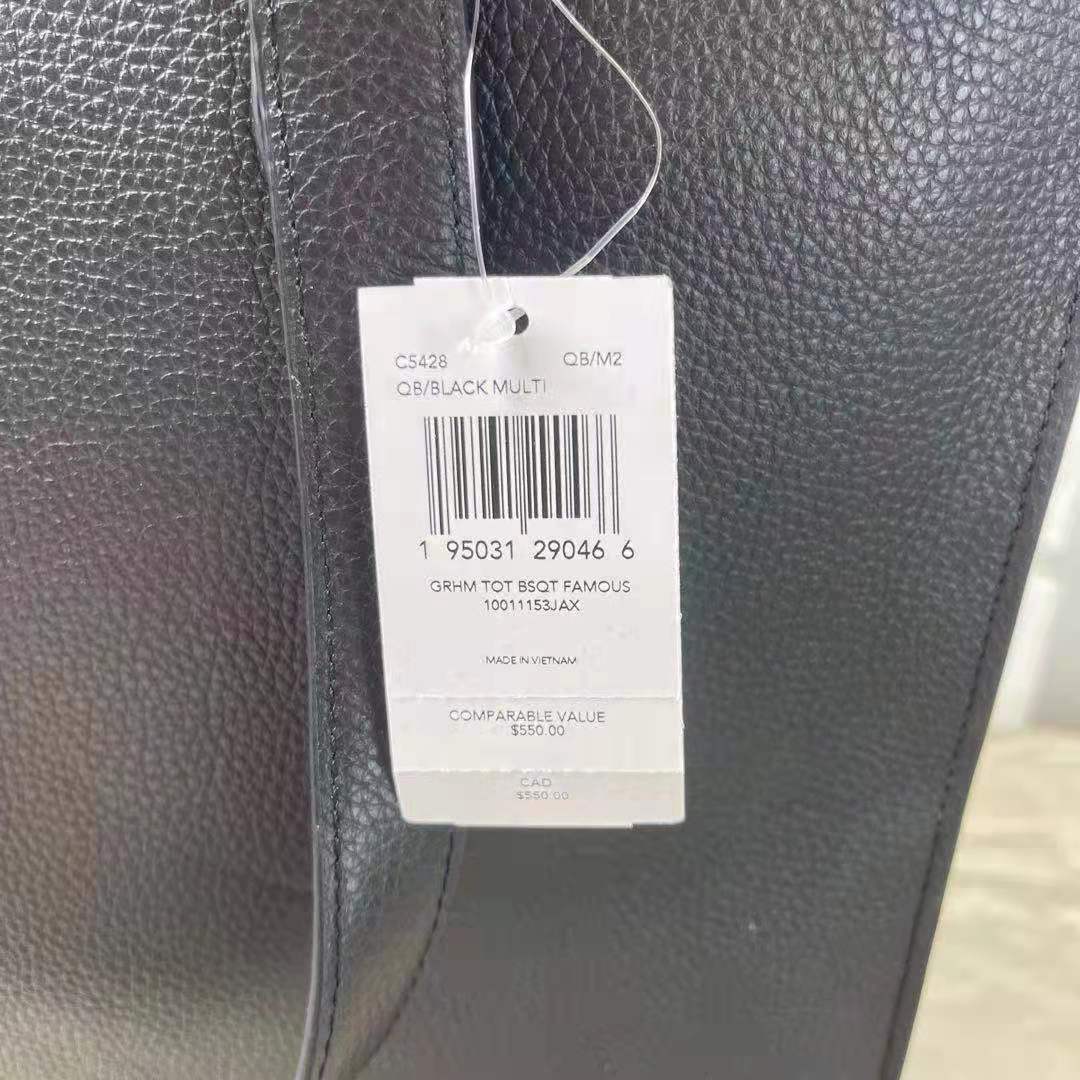 C5428 QB/M2
QB/BLACK MULTI
1 95031 29046 6
GRHM TOT BSQT FAMOUS
10011153JAX
MADE IN VIETNAM
COMPARABLE VALUE
$550.00
CAD
$550.00